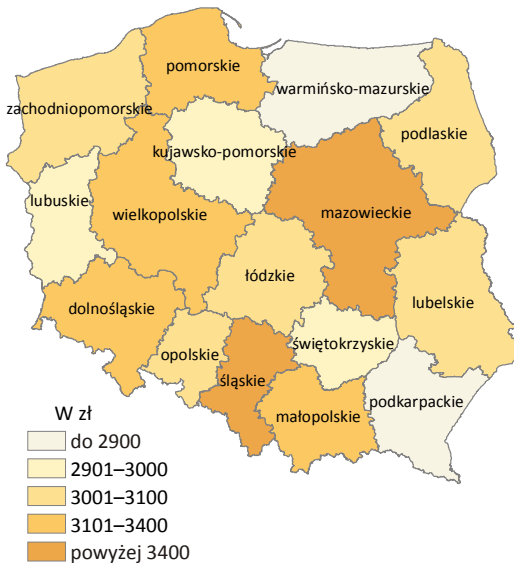 pomorskie
warmińsko-mazurskie
zachodniopomorskie
podlaskie
kujawsko-pomorskie
lubuskie
wielkopolskie
mazowieckie
łódzkie
lubelskie
dolnośląskie
opolskie
świętokrzyskie
śląskie
podkarpackie
małopolskie
W zł
do 2900
2901–3000
3001–3100
3101–3400
powyżej 3400